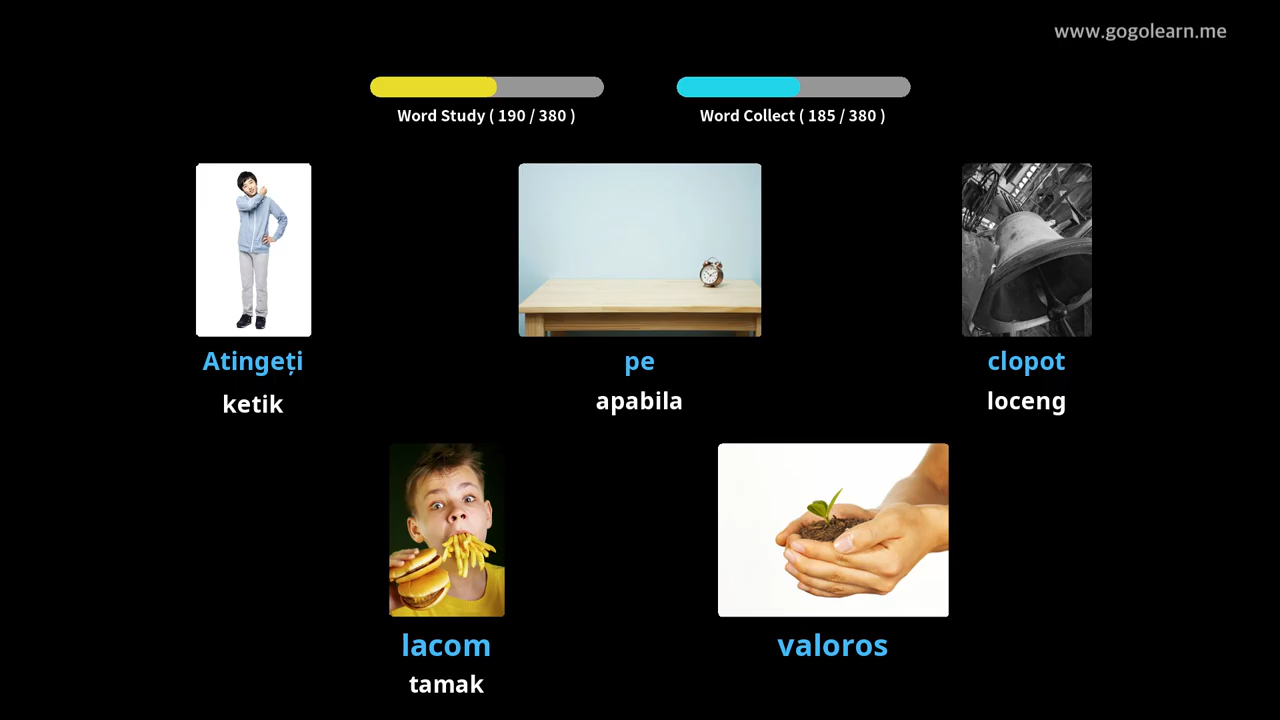 www.gogolearn.me
Word Study ( 190 / 380 )
Word Collect ( 185 / 380 )
Atingeți
pe
clopot
ketik
apabila
loceng
lacom
valoros
tamak